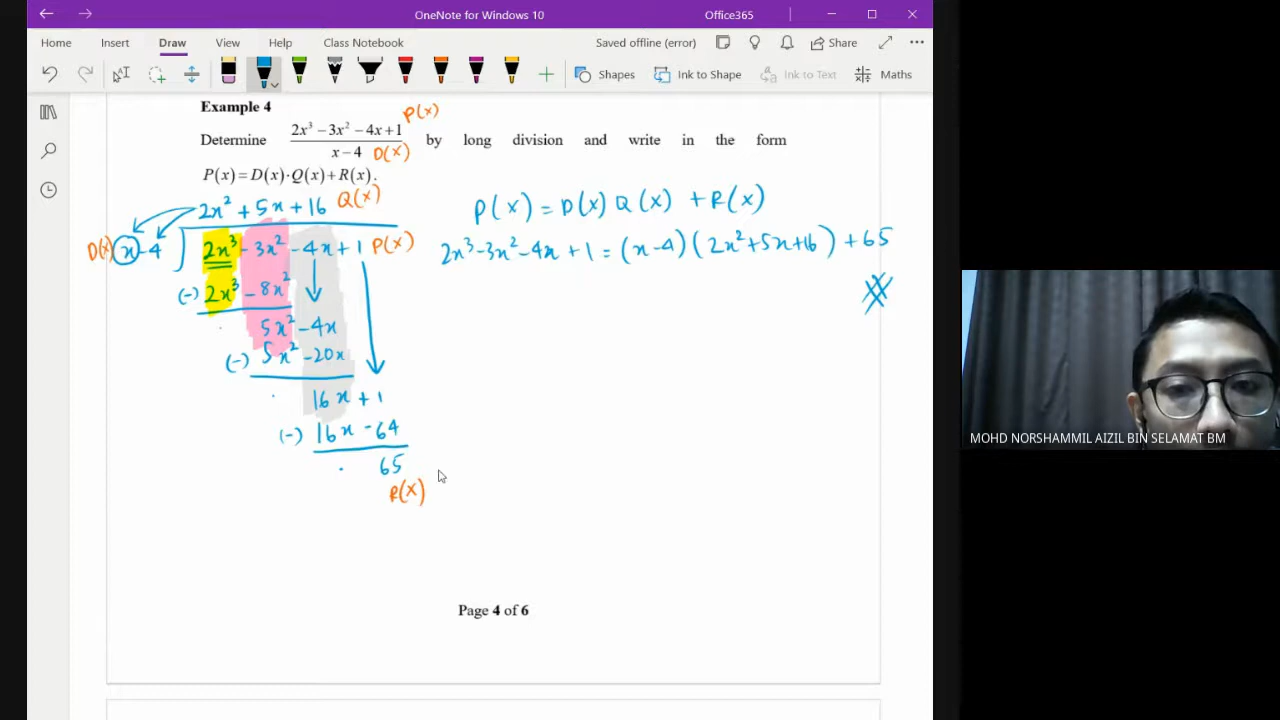 OneNote for Windows 10
Office365
Home Insert Draw View Help Class Notebook
Saved offline (error)
Share
Shapes
Ink to Shape
Ink to Text
Maths
Example 4
P(x)
Determine (2x³ − 3x² − 4x + 1)/(x − 4) by long division and write in the form
D(x)
P(x) = D(x)·Q(x) + R(x).
2x² + 5x + 16 Q(x)
D(x) x − 4 ) 2x³ − 3x² − 4x + 1 P(x)
(−) 2x³ − 8x²
5x² − 4x
(−) 5x² − 20x
16x + 1
(−) 16x − 64
65
R(x)
P(x) = D(x) Q(x) + R(x)
2x³ − 3x² − 4x + 1 = (x − 4)(2x² + 5x + 16) + 65
Page 4 of 6
MOHD NORSHAMMIL AIZIL BIN SELAMAT BM